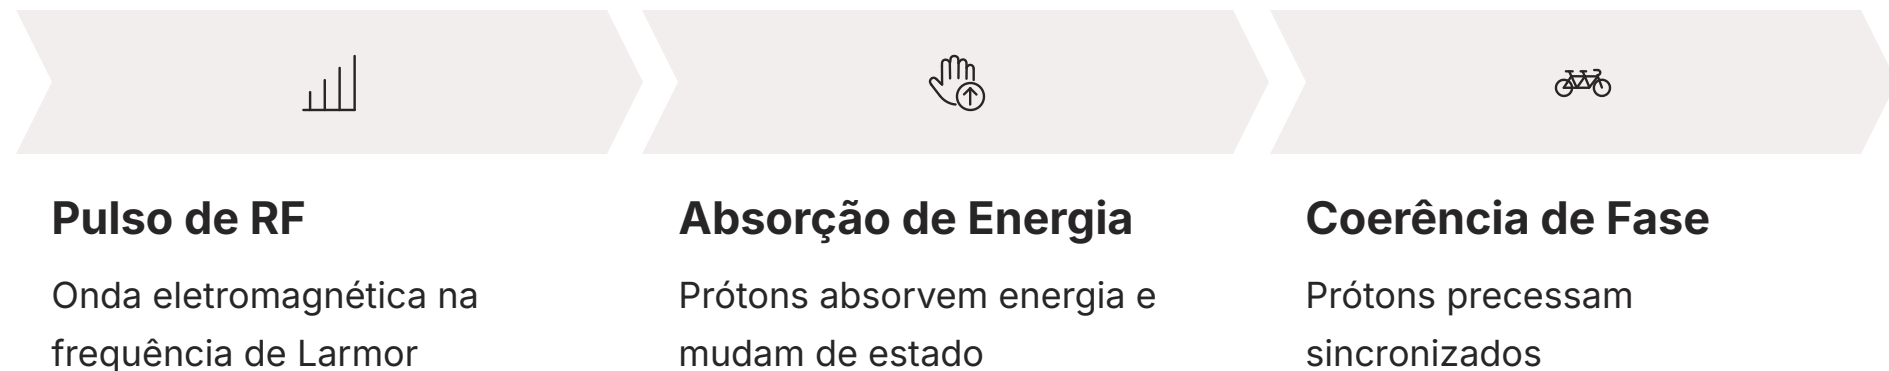 Pulso de RF
Onda eletromagnética na
frequência de Larmor
Absorção de Energia
Prótons absorvem energia e
mudam de estado
Coerência de Fase
Prótons precessam
sincronizados